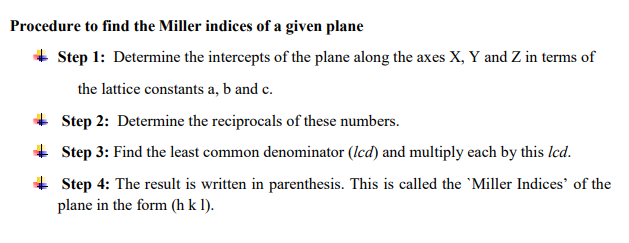 Procedure to find the Miller indices of a given plane
Step 1: Determine the intercepts of the plane along the axes X, Y and Z in terms of
the lattice constants a, b and c.
Step 2: Determine the reciprocals of these numbers.
Step 3: Find the least common denominator (lcd) and multiply each by this lcd.
Step 4: The result is written in parenthesis. This is called the `Miller Indices’ of the
plane in the form (h k l).